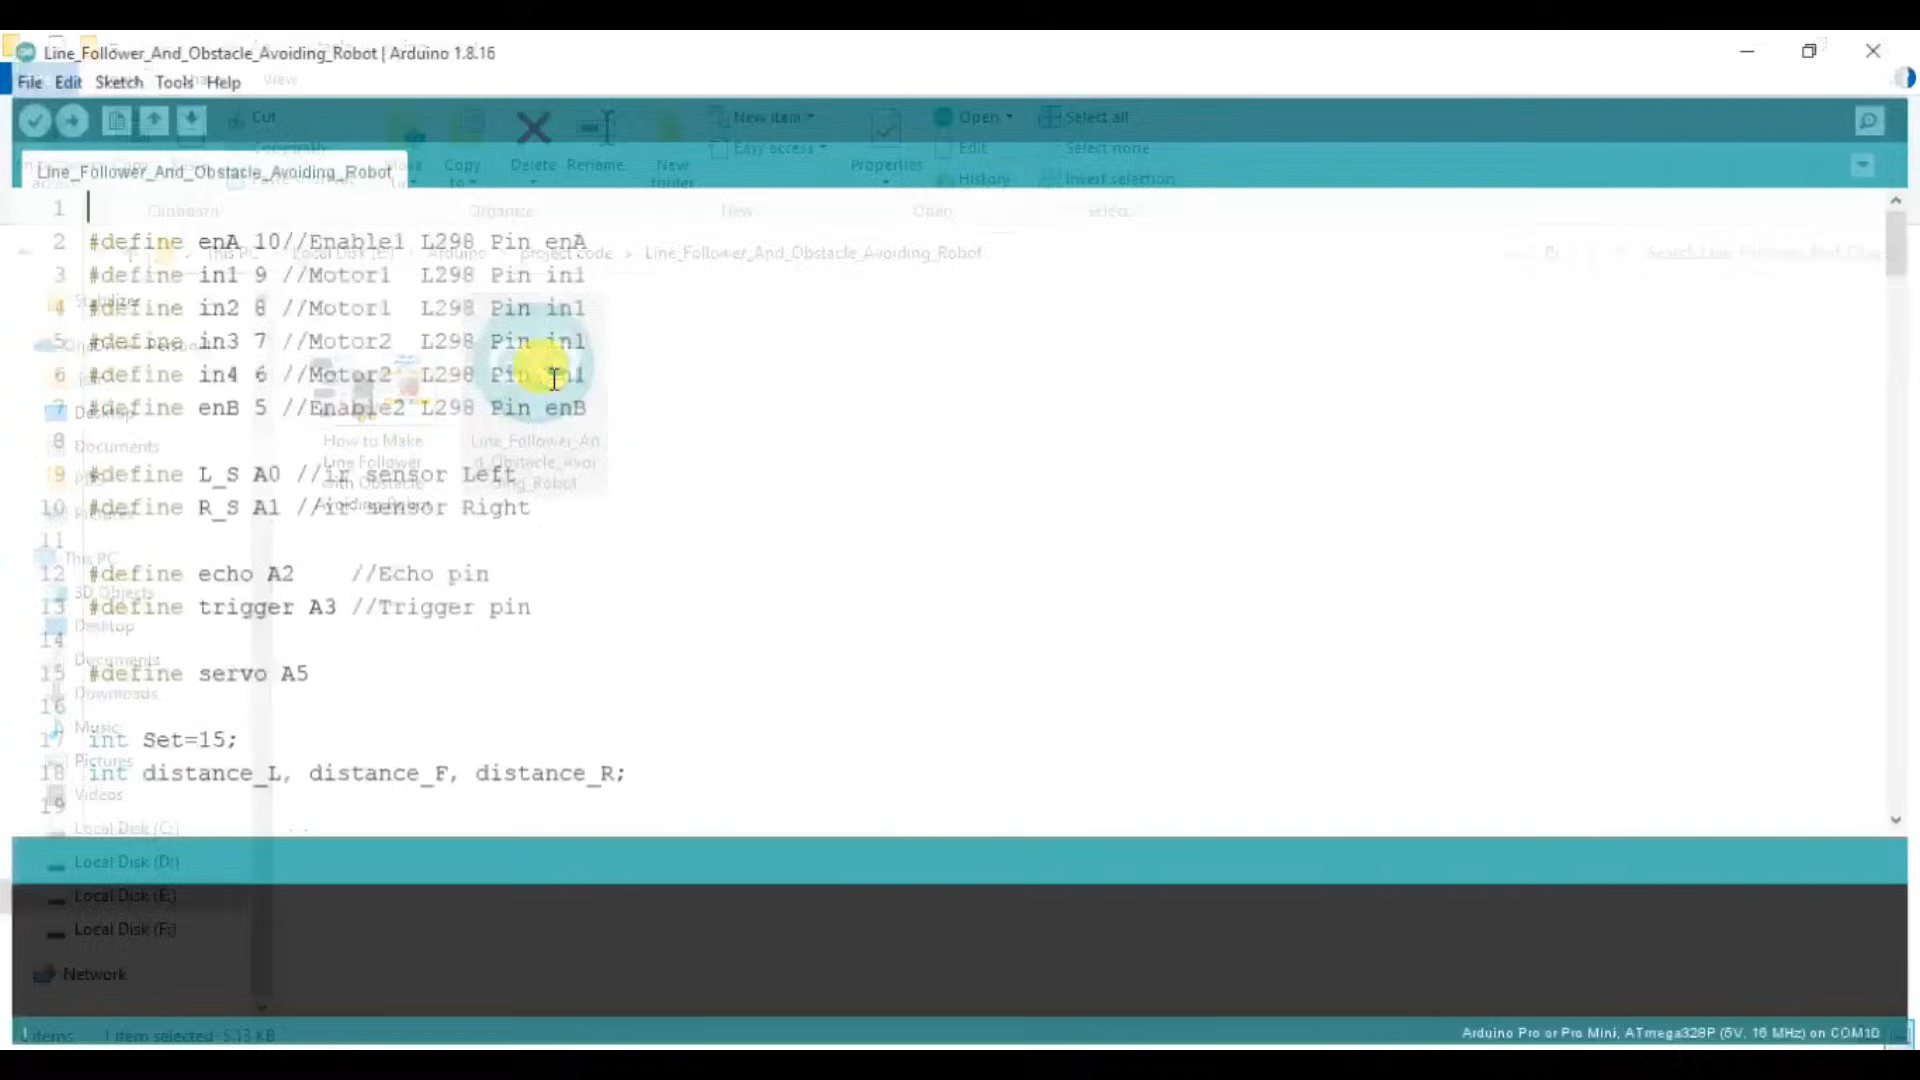 Line_Follower_And_Obstacle_Avoiding_Robot | Arduino 1.8.16
File Edit Sketch Tools Help
View
Cut
New item
Open
Select all
Easy access
Edit
Select none
Copy to
Delete
Rename
New folder
Properties
History
Invert selection
Line_Follower_And_Obstacle_Avoiding_Robot
Clipboard
Organize
New
Open
Select
This PC
Local Disk (E:)
Arduino
project code
Line_Follower_And_Obstacle_Avoiding_Robot
1
2 #define enA 10//Enable1 L298 Pin enA
3 #define in1 9 //Motor1 L298 Pin in1
4 #define in2 8 //Motor1 L298 Pin in1
5 #define in3 7 //Motor2 L298 Pin in1
6 #define in4 6 //Motor2 L298 Pin in1
7 #define enB 5 //Enable2 L298 Pin enB
8
9 #define L_S A0 //ir sensor Left
10 #define R_S A1 //ir sensor Right
11
12 #define echo A2 //Echo pin
13 #define trigger A3 //Trigger pin
14
15 #define servo A5
16
17 int Set=15;
18 int distance_L, distance_F, distance_R;
19
Stabilizer
Desktop
Documents
Pictures
This PC
3D Objects
Desktop
Documents
Downloads
Music
Pictures
Videos
Local Disk (C:)
Local Disk (D:)
Local Disk (E:)
Local Disk (F:)
Network
How to Make
Line Follower
with Obstacle
Avoiding Robot
Line_Follower_An
d_Obstacle_Avoi
ding_Robot
items 1 item selected 5.13 KB
Arduino Pro or Pro Mini, ATmega328P (5V, 16 MHz) on COM10